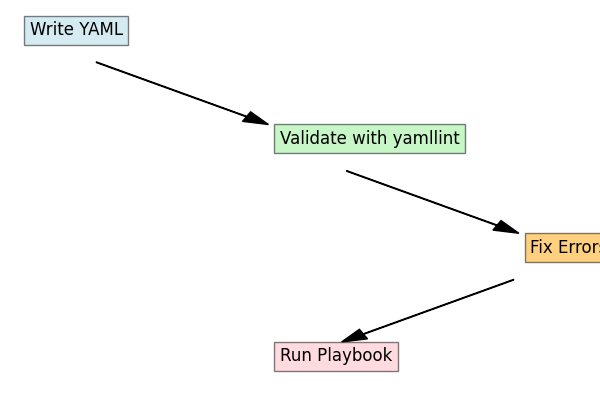 Write YAML
Validate with yamllint
Fix Errors
Run Playbook